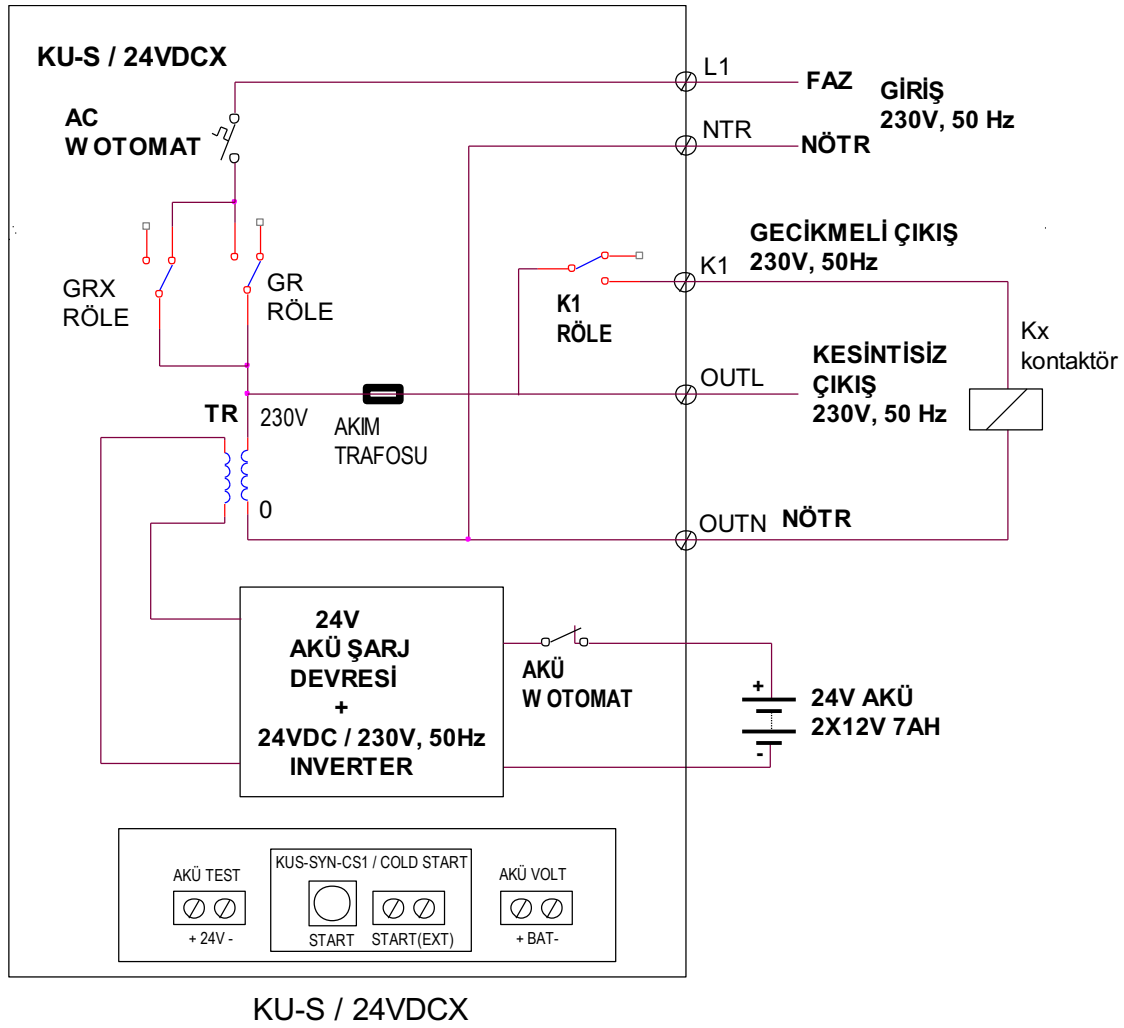 KU-S / 24VDCX
L1
FAZ
GİRİŞ
230V, 50 Hz
AC
W OTOMAT
NTR
NÖTR
GECİKMELİ ÇIKIŞ
230V, 50Hz
K1
GRX
RÖLE
GR
RÖLE
K1
RÖLE
Kx
kontaktör
KESİNTİSİZ
ÇIKIŞ
230V, 50 Hz
OUTL
TR
230V
AKIM
TRAFOSU
0
OUTN
NÖTR
24V
AKÜ ŞARJ
DEVRESİ
+
24VDC / 230V, 50Hz
INVERTER
AKÜ
W OTOMAT
+
-
24V AKÜ
2X12V 7AH
AKÜ TEST
+ 24V -
KUS-SYN-CS1 / COLD START
START
START(EXT)
AKÜ VOLT
+ BAT-
KU-S / 24VDCX